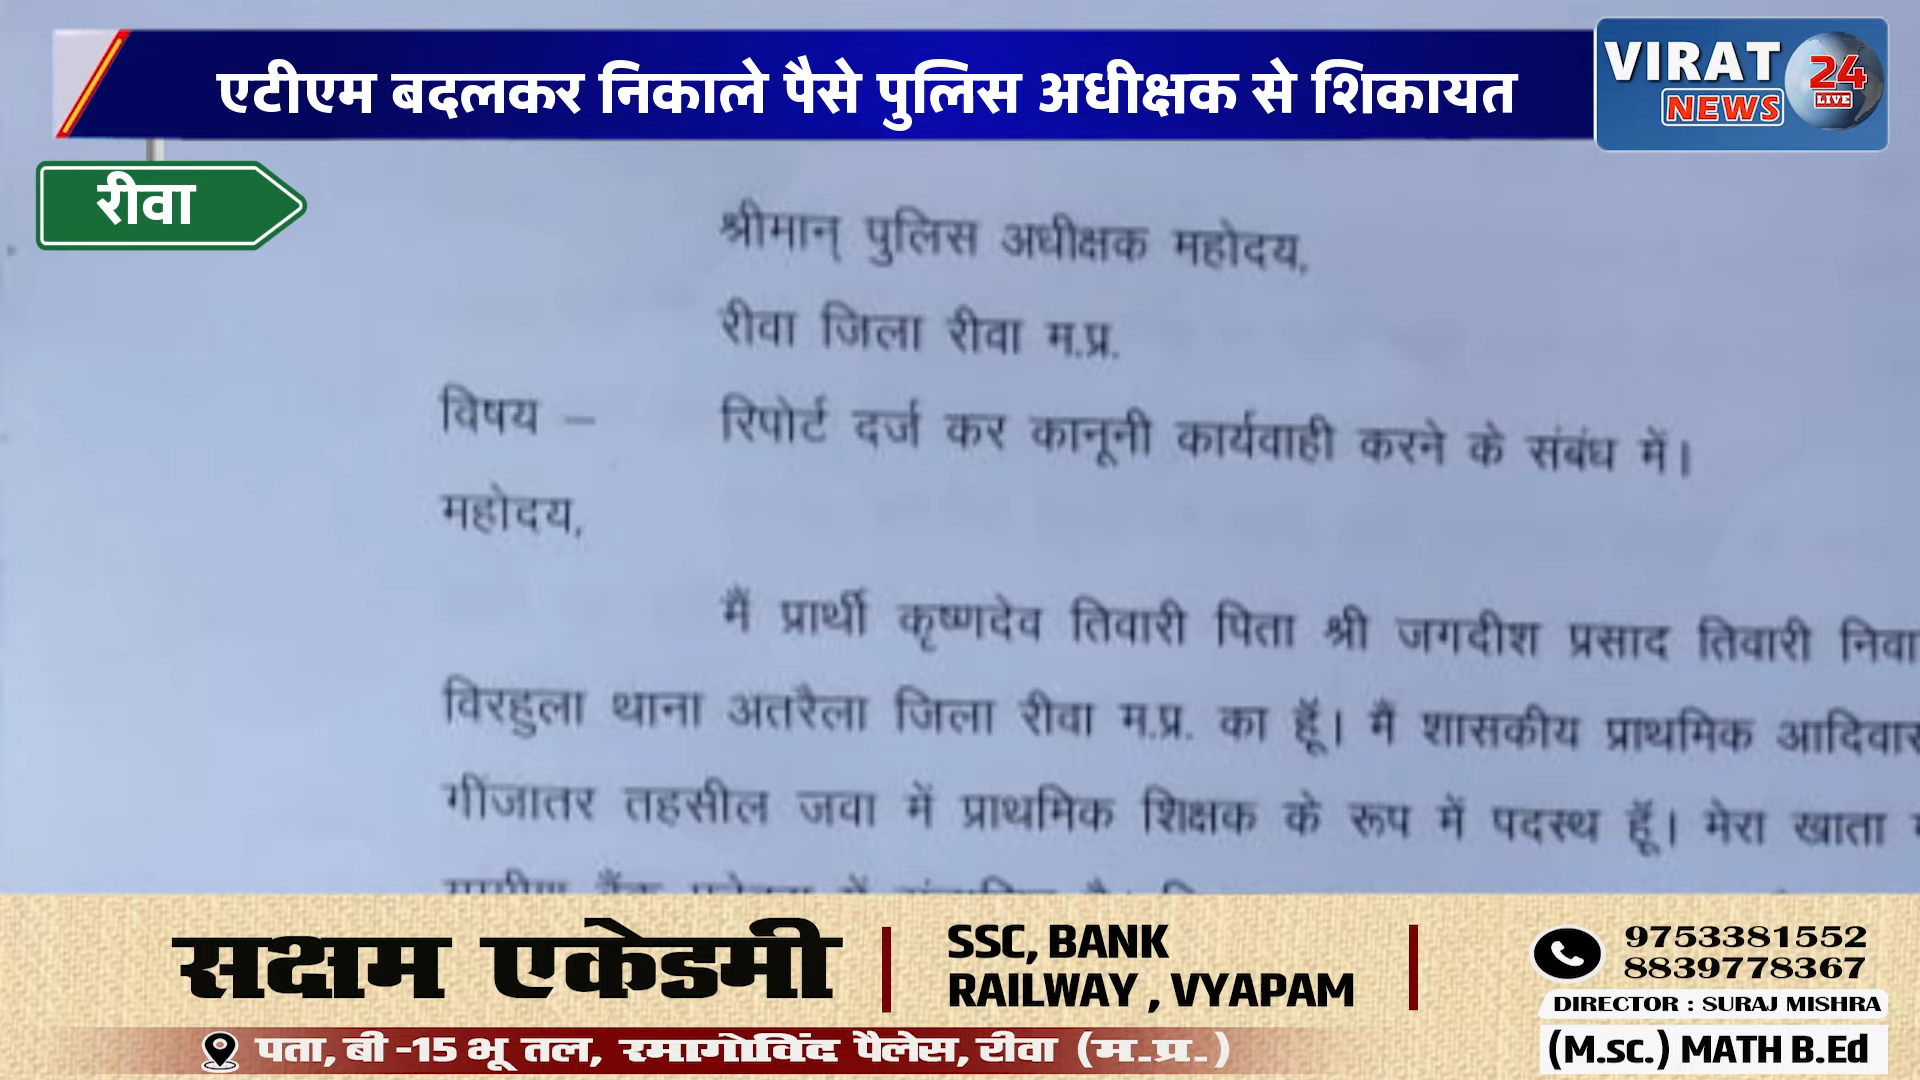 एटीएम बदलकर निकाले पैसे पुलिस अधीक्षक से शिकायत
VIRAT
NEWS
24
LIVE
रीवा
श्रीमान् पुलिस अधीक्षक महोदय,
रीवा जिला रीवा म.प्र.
विषय – रिपोर्ट दर्ज कर कानूनी कार्यवाही करने के संबंध में।
महोदय,
मैं प्रार्थी कृष्णदेव तिवारी पिता श्री जगदीश प्रसाद तिवारी निवा
विरहुला थाना अतरैला जिला रीवा म.प्र. का हूँ। मैं शासकीय प्राथमिक आदिवास
गींजातर तहसील जवा में प्राथमिक शिक्षक के रूप में पदस्थ हूँ। मेरा खाता
सक्षम एकेडमी
SSC, BANK
RAILWAY , VYAPAM
9753381552
8839778367
DIRECTOR : SURAJ MISHRA
(M.sc.) MATH B.Ed
पता, बी -15 भू तल, रमागोविंद पैलेस, रीवा (म.प्र.)